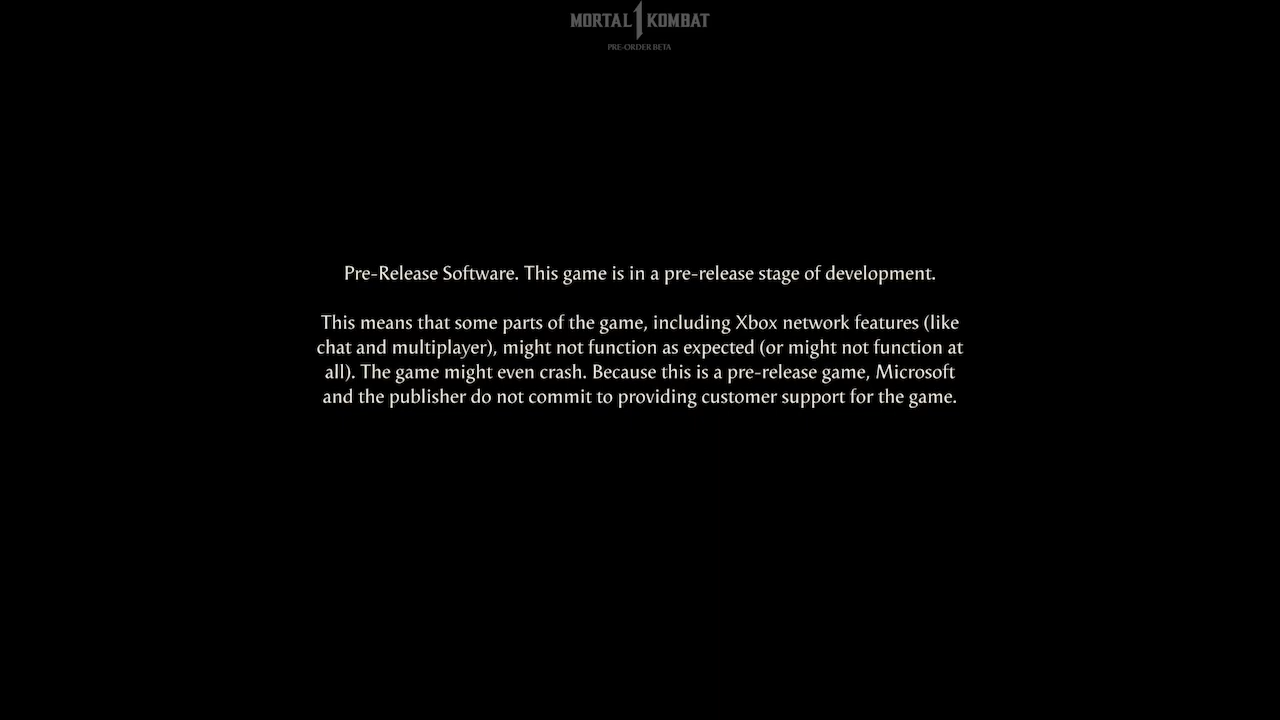 MORTAL 1 KOMBAT
PRE-ORDER BETA
Pre-Release Software. This game is in a pre-release stage of development.
This means that some parts of the game, including Xbox network features (like
chat and multiplayer), might not function as expected (or might not function at
all). The game might even crash. Because this is a pre-release game, Microsoft
and the publisher do not commit to providing customer support for the game.